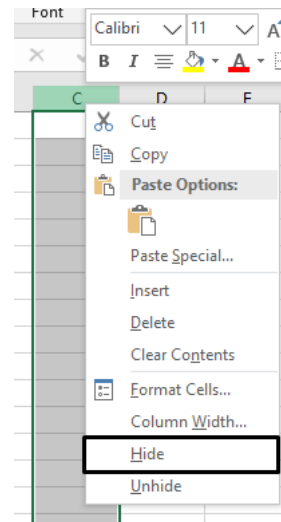 Font
Calibri 11 A
B I A
C D E
Cut
Copy
Paste Options:
Paste Special...
Insert
Delete
Clear Contents
Format Cells...
Column Width...
Hide
Unhide